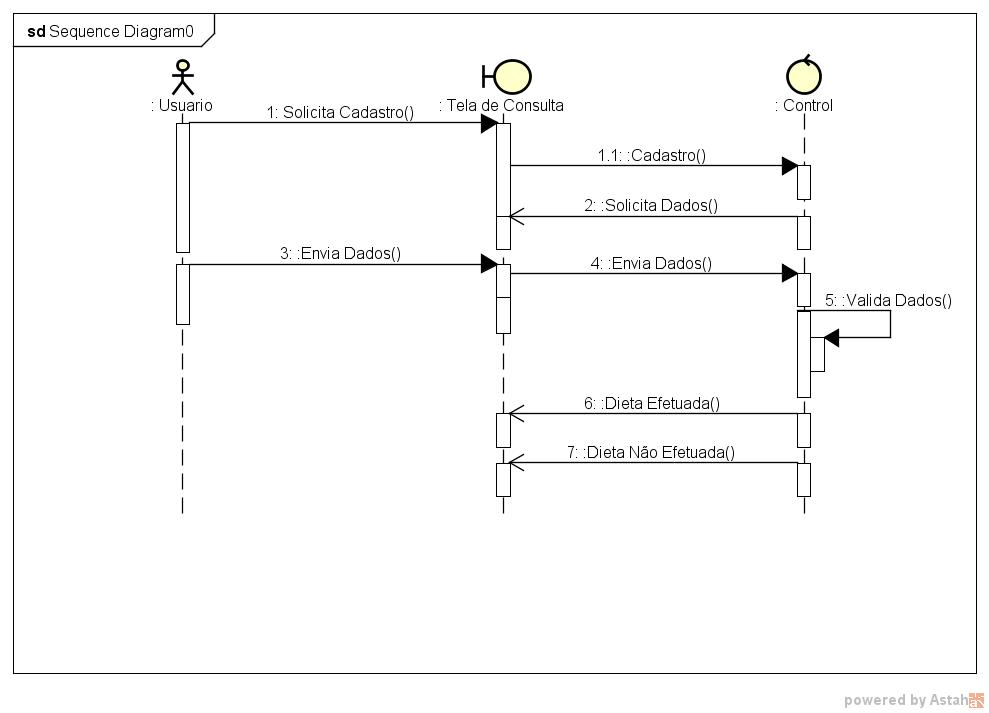 sd Sequence Diagram0
: Usuario
: Tela de Consulta
: Control
1: Solicita Cadastro()
1.1: :Cadastro()
2: :Solicita Dados()
3: :Envia Dados()
4: :Envia Dados()
5: :Valida Dados()
6: :Dieta Efetuada()
7: :Dieta Não Efetuada()
powered by Astah